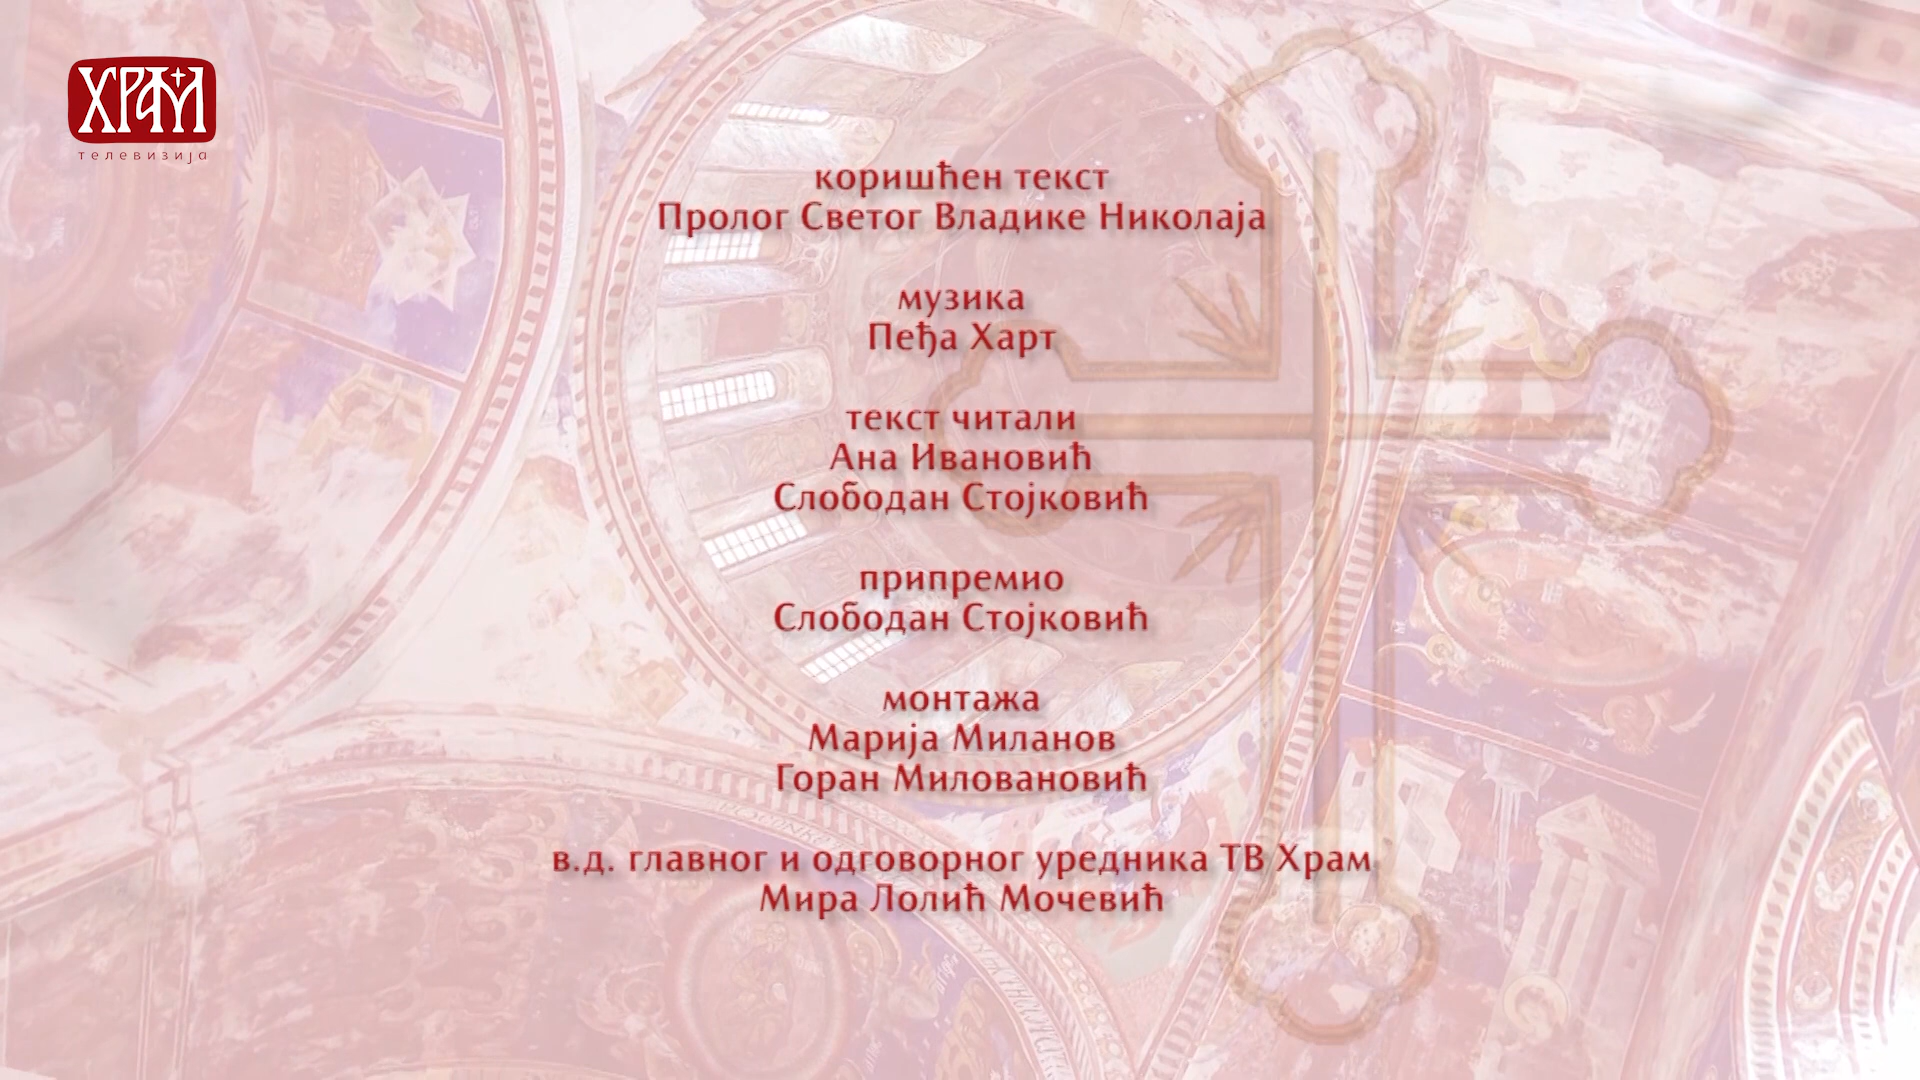 ХРАМ
телевизија
коришћен текст
Пролог Светог Владике Николаја
музика
Пеђа Харт
текст читали
Ана Ивановић
Слободан Стојковић
припремио
Слободан Стојковић
монтажа
Марија Миланов
Горан Миловановић
в.д. главног и одговорног уредника ТВ Храм
Мира Лолић Мочевић